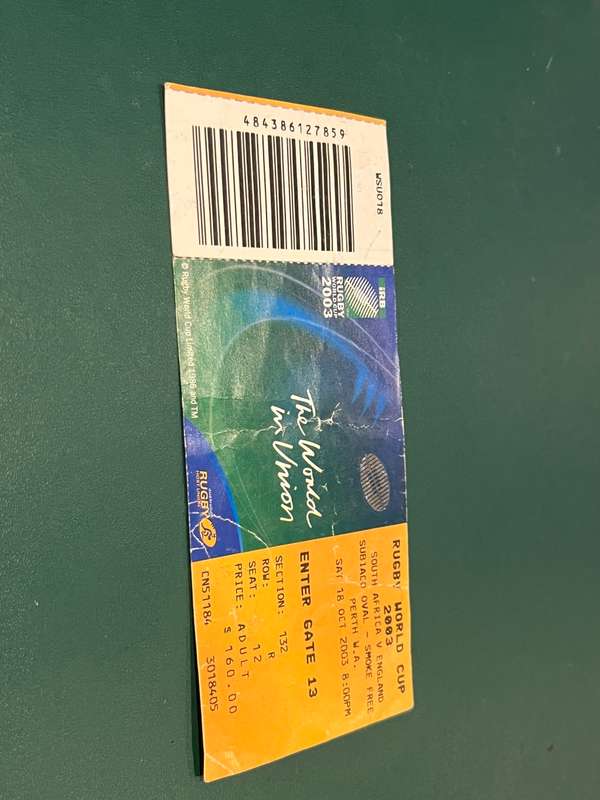 484386127859
WSU018
IRB
RUGBY
WORLD CUP
2003
The World
in Union
© Rugby World Cup Limited 1986 and TM
RUGBY
RUGBY WORLD CUP
2003
SOUTH AFRICA V ENGLAND
SUBIACO OVAL - SMOKE FREE
PERTH W.A.
SAT 18 OCT 2003 8:00PM
ENTER GATE 13
SECTION: 132
ROW: R
SEAT: 12
PRICE: ADULT
$ 160.00
CN51184 3018405